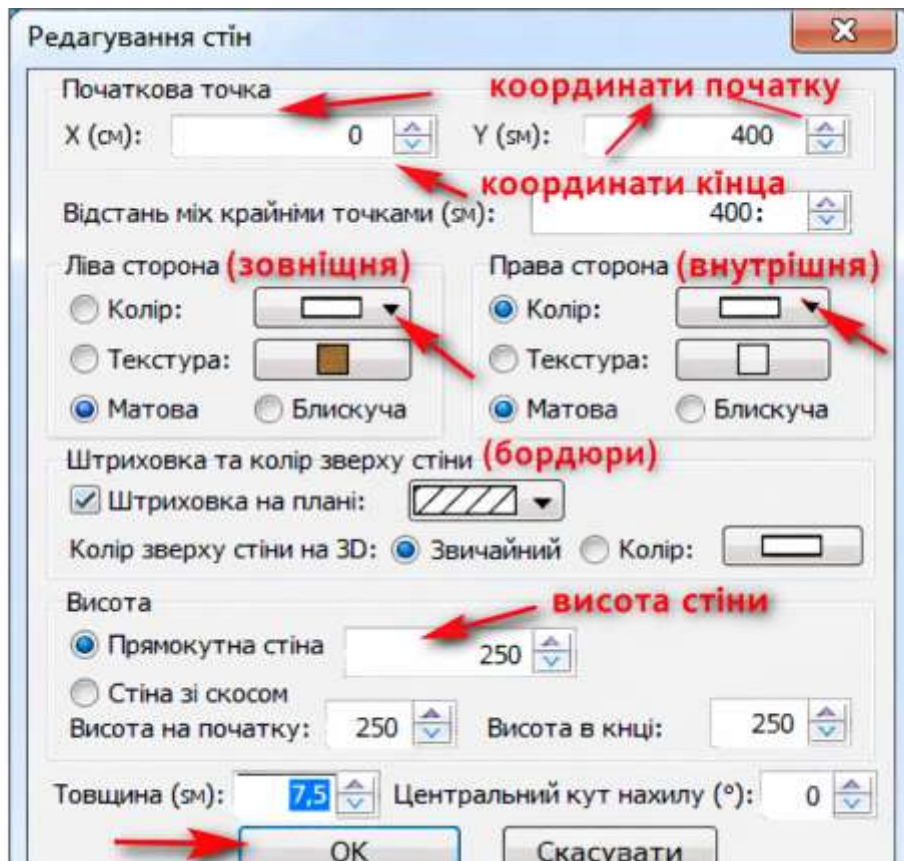 Редагування стін
Початкова точка координати початку
X (см): 0 Y (sм): 400
координати кінца
Відстань між крайніми точками (sм): 400:
Ліва сторона (зовніщня) Права сторона (внутрішня)
Колір: Колір:
Текстура: Текстура:
Матова Блискуча Матова Блискуча
Штриховка та колір зверху стіни (бордюри)
Штриховка на плані:
Колір зверху стіни на 3D: Звичайний Колір:
Висота висота стіни
Прямокутна стіна 250
Стіна зі скосом
Висота на початку: 250 Висота в кнці: 250
Товщина (sм): 7,5 Центральний кут нахилу (°): 0
OK Скасувати